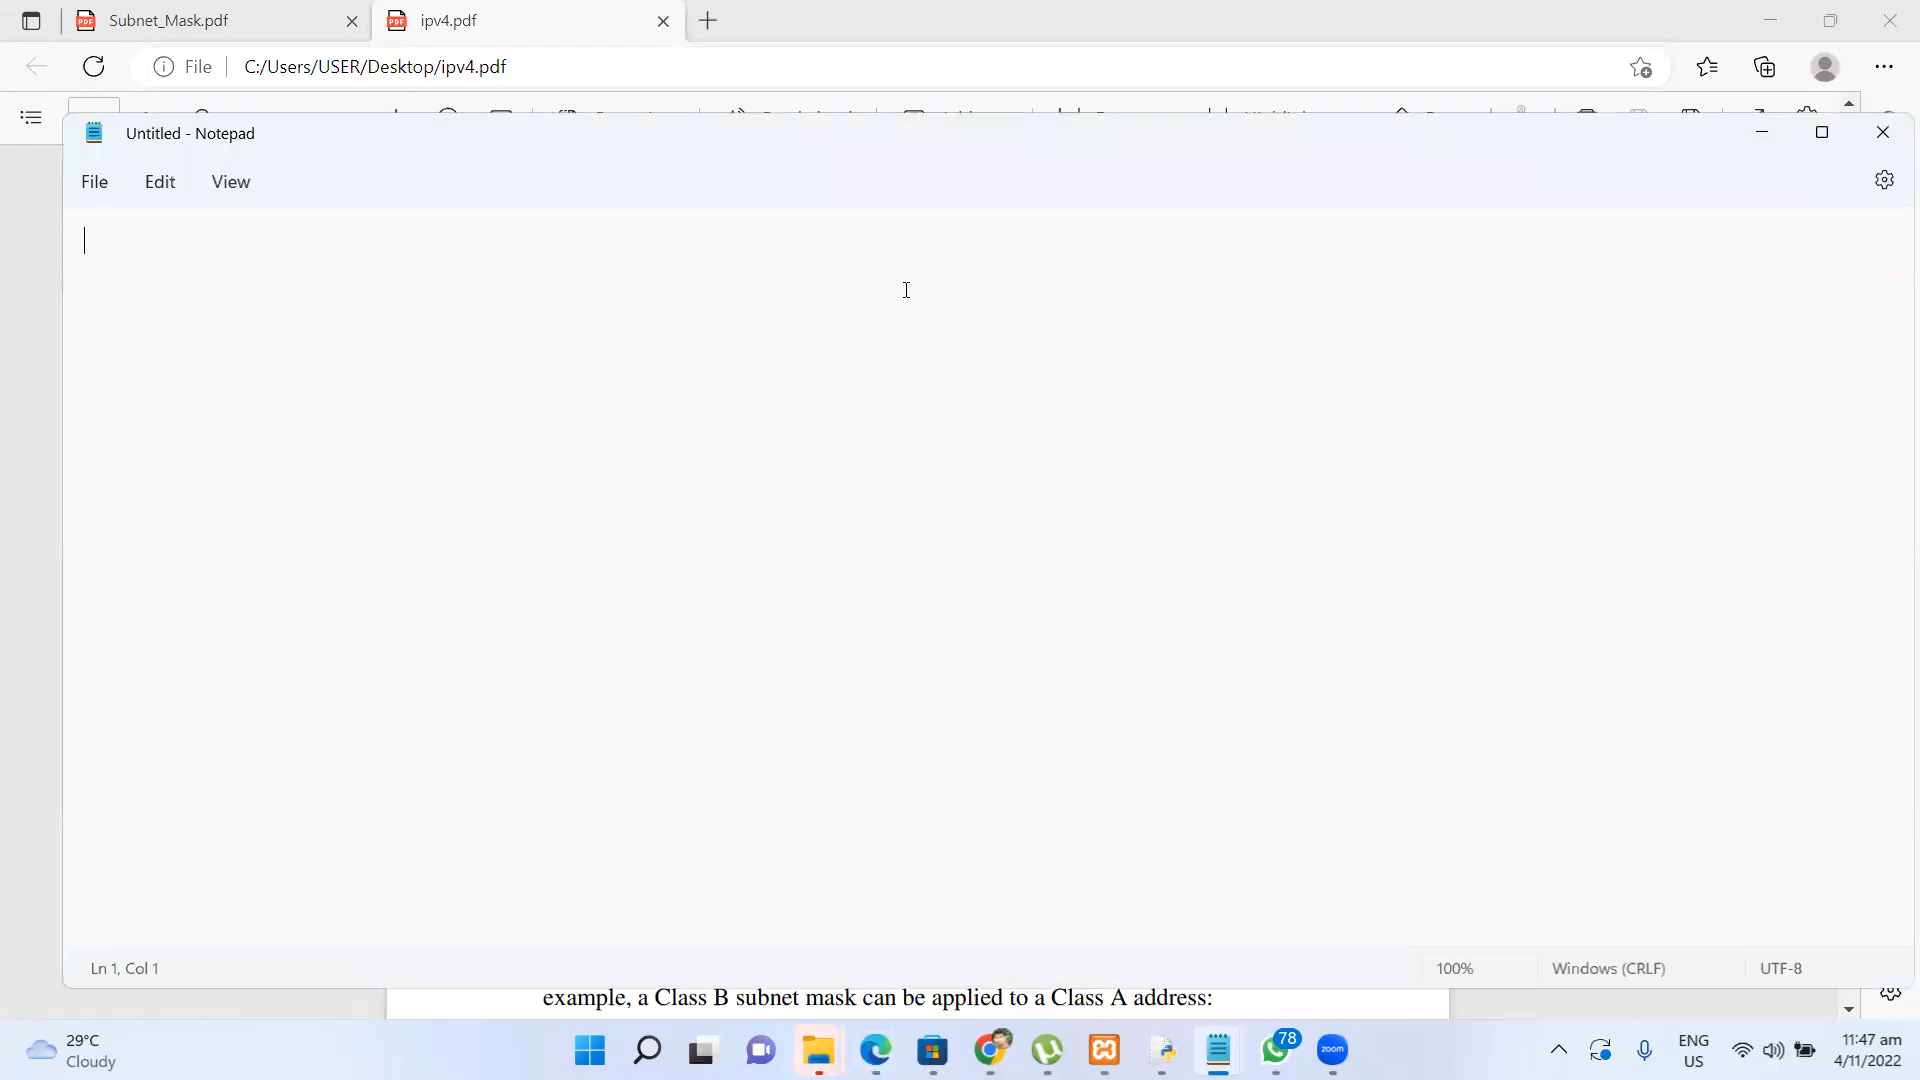 Subnet_Mask.pdf
ipv4.pdf
File
C:/Users/USER/Desktop/ipv4.pdf
Untitled - Notepad
File Edit View
Ln 1, Col 1
100%
Windows (CRLF)
UTF-8
example, a Class B subnet mask can be applied to a Class A address:
29°C
Cloudy
78
zoom
ENG
US
11:47 am
4/11/2022